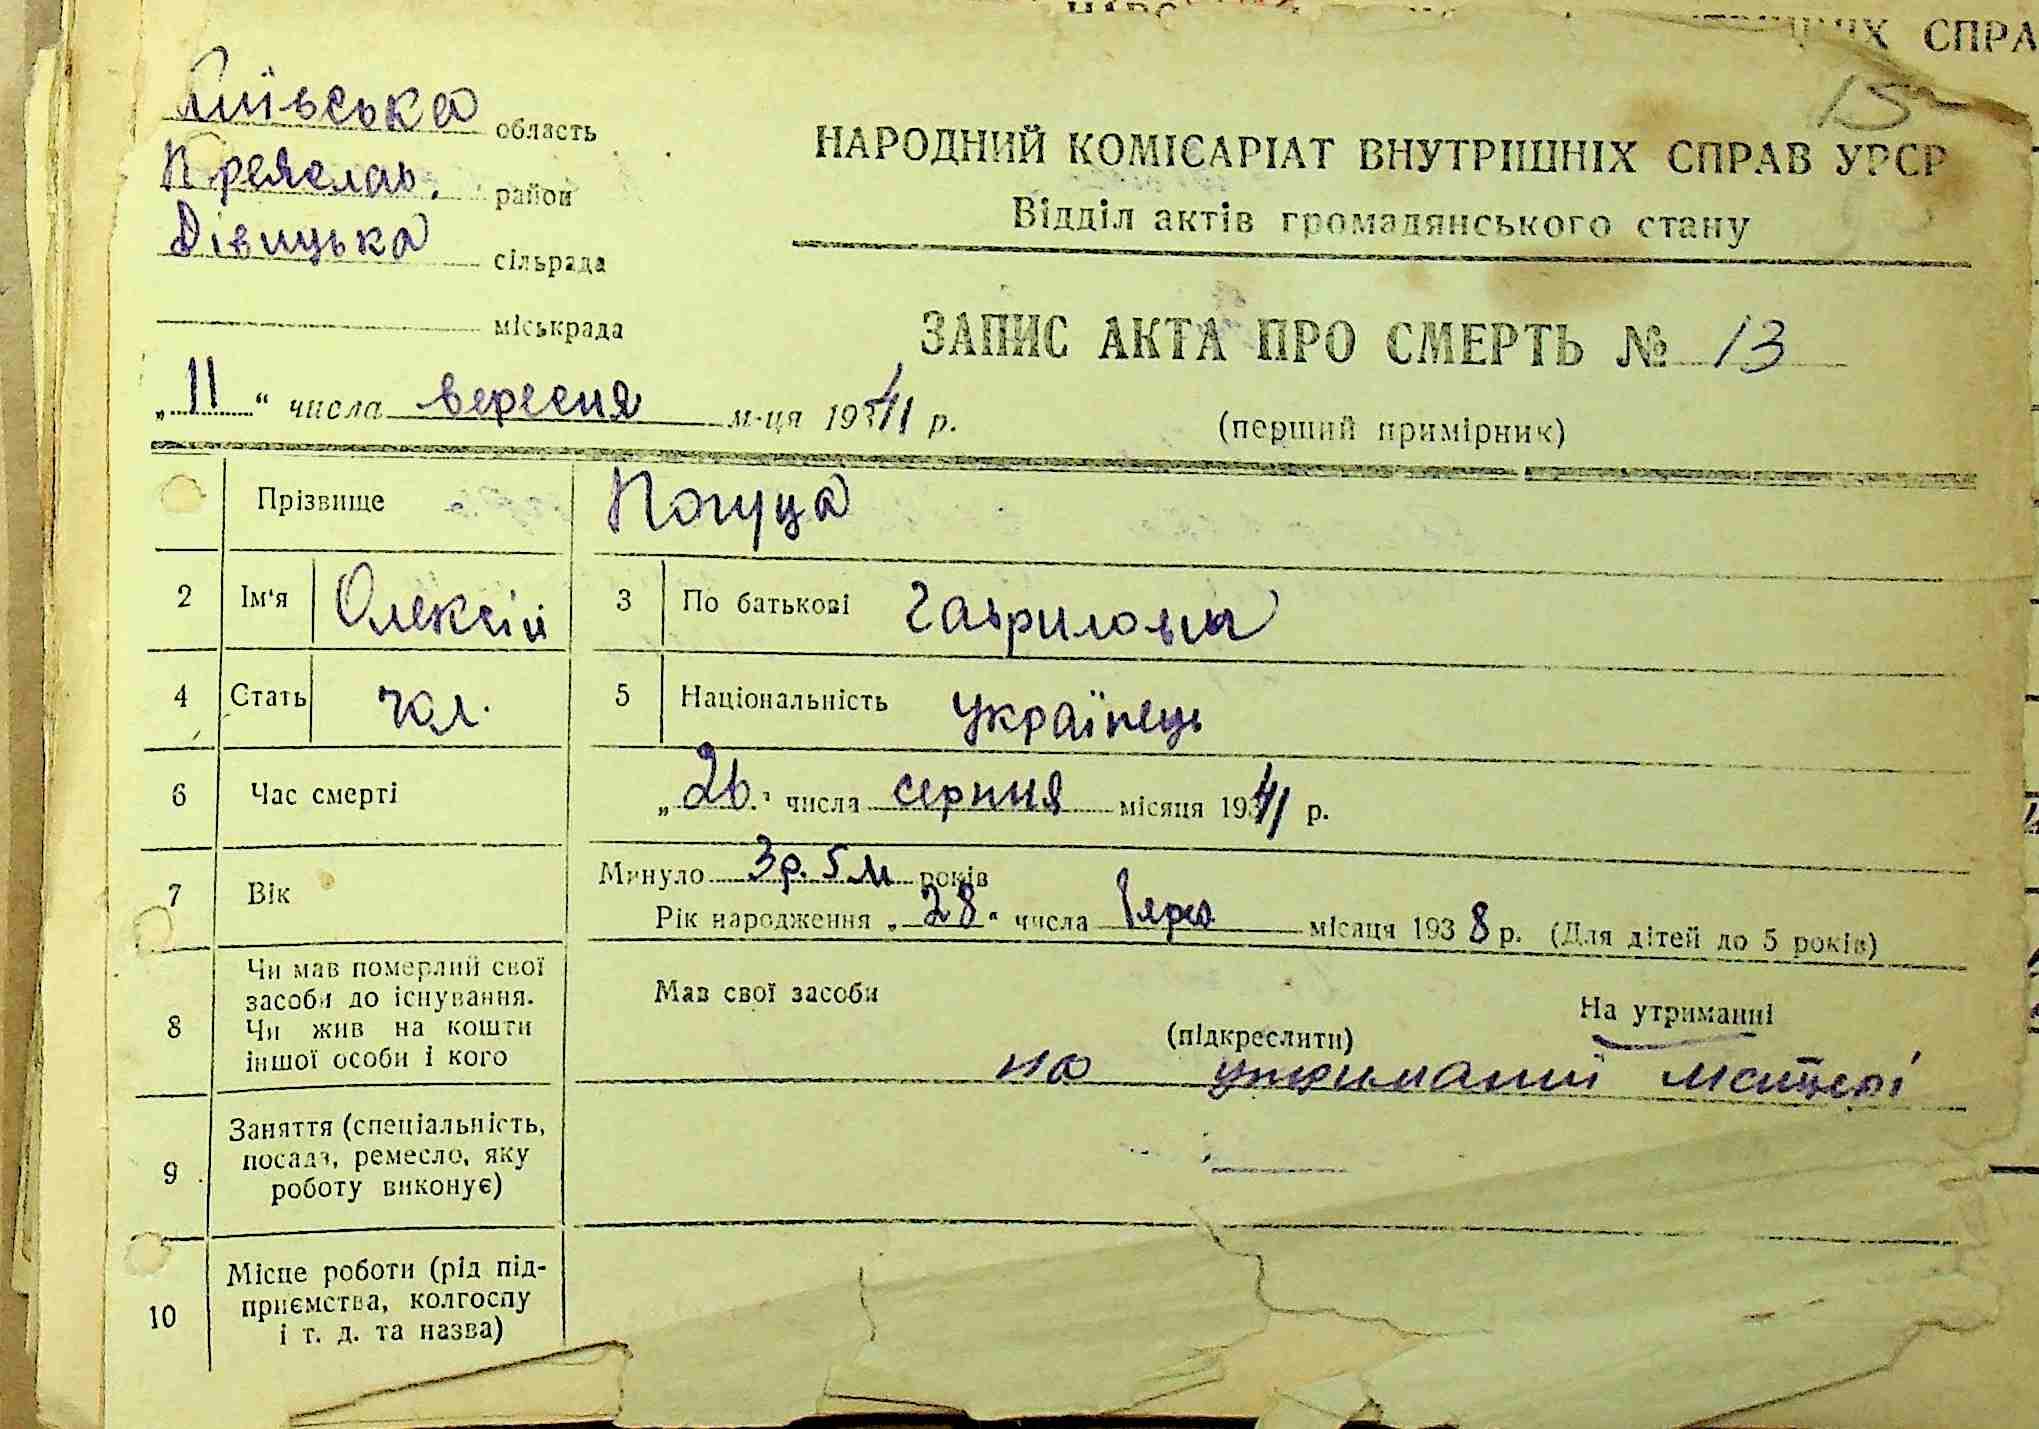 СПРА
15
Київська область
Преяслав. район
Дівицька сільрада
міськрада
НАРОДНИЙ КОМІСАРІАТ ВНУТРІШНІХ СПРАВ УРСР
Відділ актів громадянського стану
ЗАПИС АКТА ПРО СМЕРТЬ № 13
„11“ числа вересня м-ця 1941 р.
(перший примірник)
Прізвище Погуца
2 Ім'я Олексій 3 По батькові Гаврилович
4 Стать чол. 5 Національність українець
6 Час смерті „26“ числа серпня місяця 1941 р.
7 Вік Минуло 3 р. 5 м років
Рік народження „28“ числа місяця 1938 р. (Для дітей до 5 років)
8 Чи мав померлий свої засоби до існування. Чи жив на кошти іншої особи і кого
Мав свої засоби (підкреслити) На утриманні
на утриманні матері
9 Заняття (спеціальність, посада, ремесло, яку роботу виконує)
10 Місце роботи (рід підприємства, колгоспу і т. д. та назва)